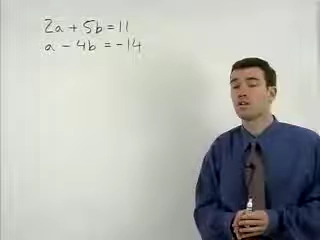 2a + 5b = 11
a - 4b = -14